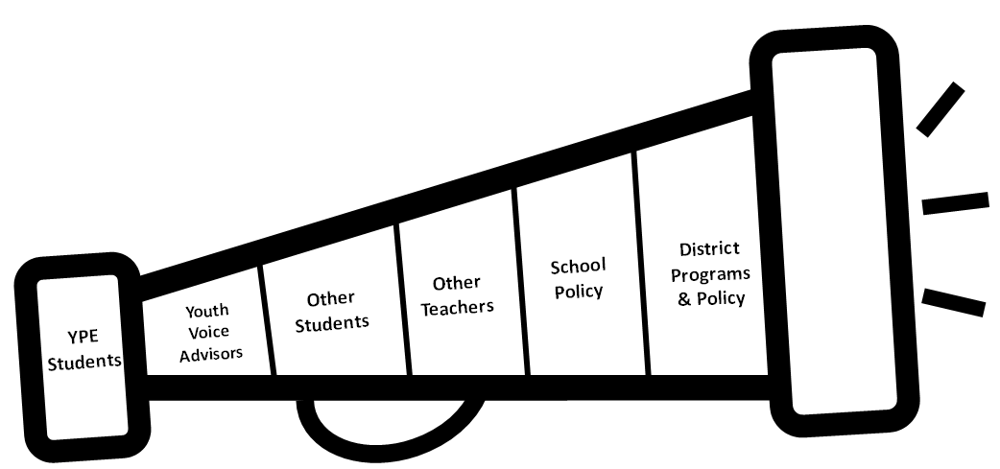 YPE
Students
Youth
Voice
Advisors
Other
Students
Other
Teachers
School
Policy
District
Programs
& Policy